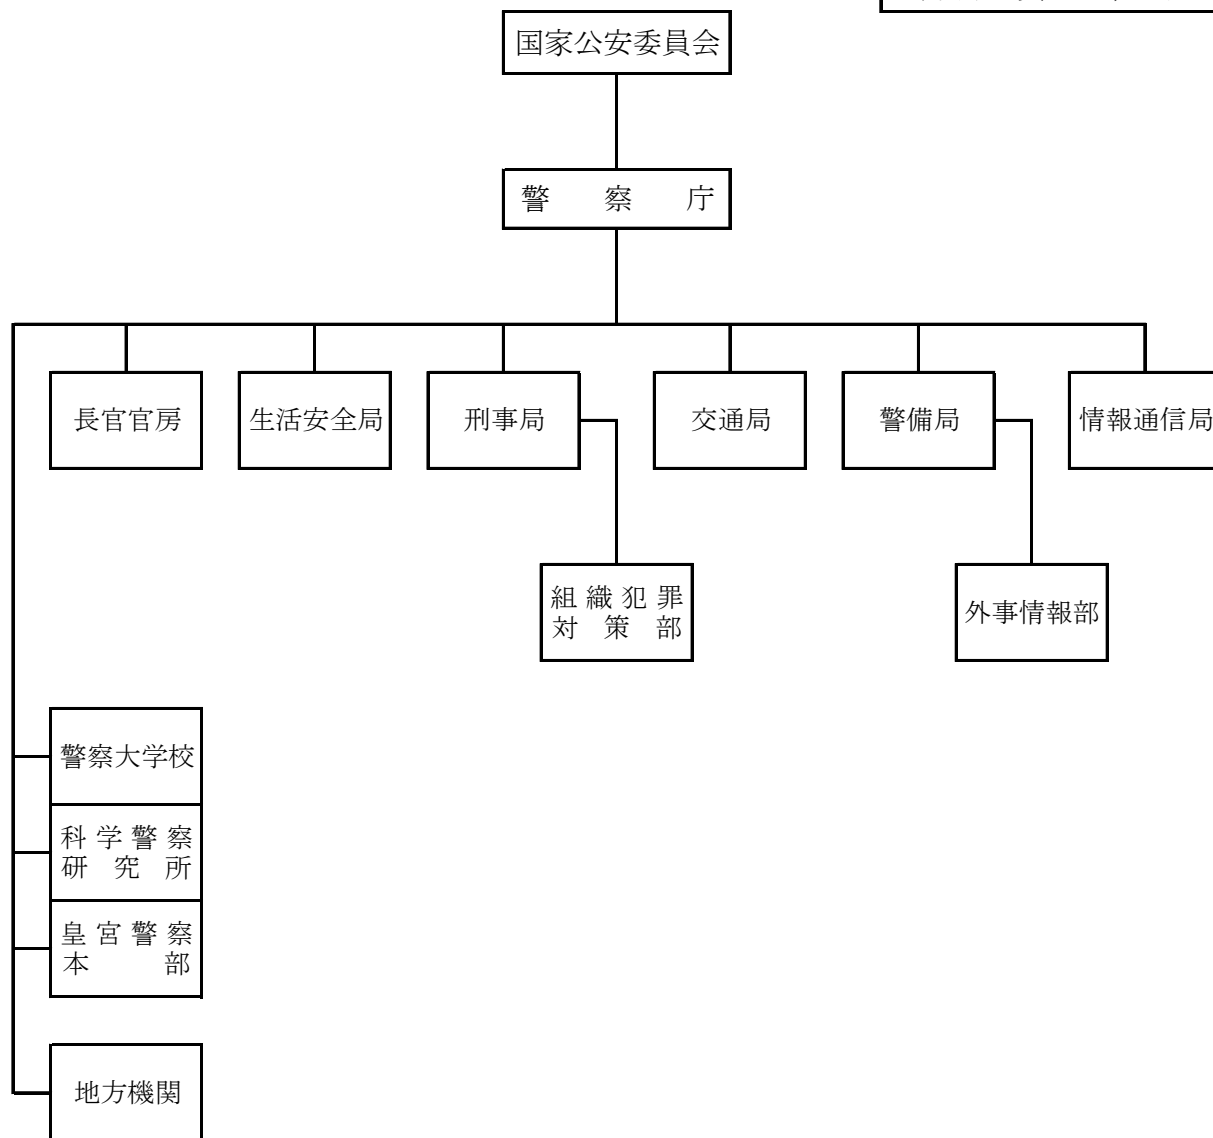 国家公安委員会
警察庁
長官官房
生活安全局
刑事局
交通局
警備局
情報通信局
組織犯罪
対策部
外事情報部
警察大学校
科学警察
研究所
皇宮警察
本部
地方機関